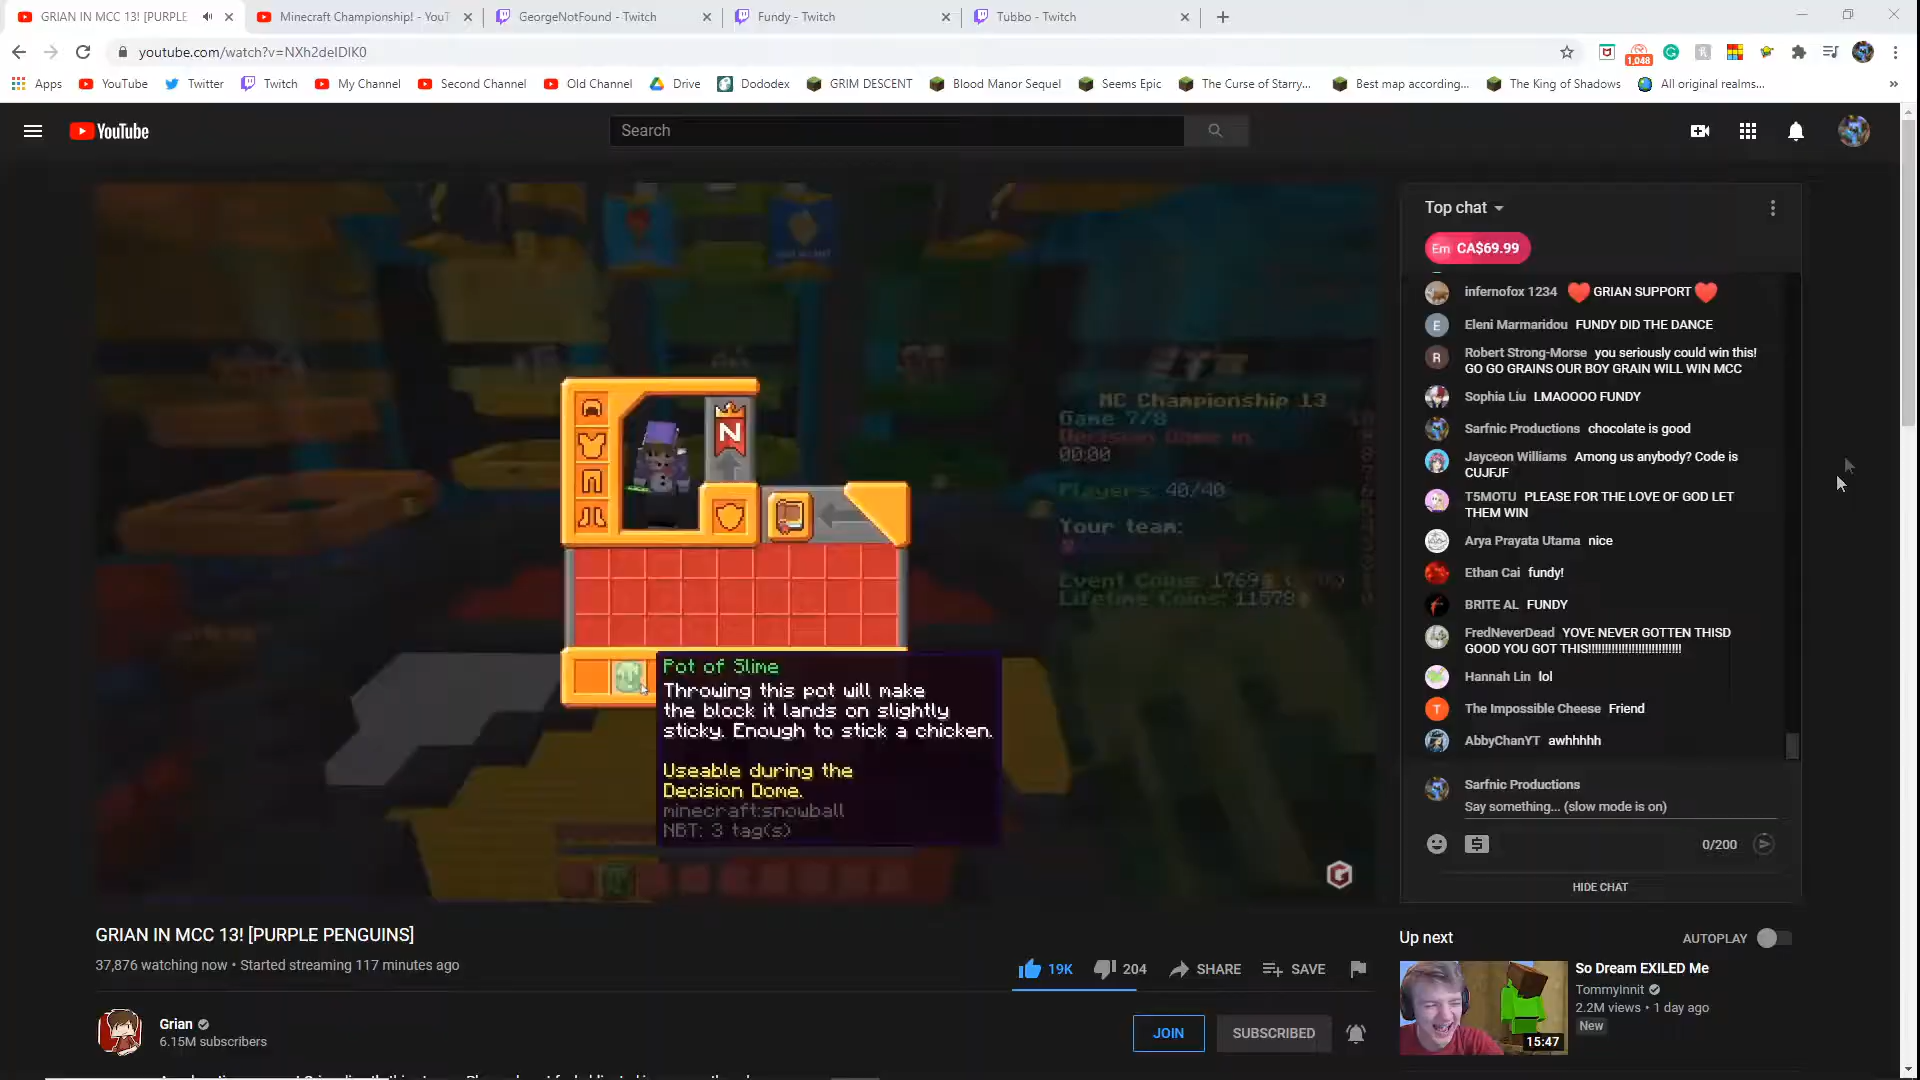 GRIAN IN MCC 13! [PURPLE
Minecraft Championship! - YouT
GeorgeNotFound - Twitch
Fundy - Twitch
Tubbo - Twitch
youtube.com/watch?v=NXh2delDIK0
1,048
Apps
YouTube
Twitter
Twitch
My Channel
Second Channel
Old Channel
Drive
Dododex
GRIM DESCENT
Blood Manor Sequel
Seems Epic
The Curse of Starry...
Best map according...
The King of Shadows
All original realms...
YouTube
Search
MC Championship 13
Game 7/8
Decision Dome in
00:00
Players: 40/40
Your team:
Event Coins: 1769
Lifetime Coins: 11578
N
Pot of Slime
Throwing this pot will make
the block it lands on slightly
sticky. Enough to stick a chicken.
Useable during the
Decision Dome.
minecraft:snowball
NBT: 3 tag(s)
Top chat
Em CA$69.99
infernofox 1234 GRIAN SUPPORT
E Eleni Marmaridou FUNDY DID THE DANCE
R Robert Strong-Morse you seriously could win this!
GO GO GRAINS OUR BOY GRAIN WILL WIN MCC
Sophia Liu LMAOOOO FUNDY
Sarfnic Productions chocolate is good
Jayceon Williams Among us anybody? Code is
CUJFJF
T5MOTU PLEASE FOR THE LOVE OF GOD LET
THEM WIN
Arya Prayata Utama nice
Ethan Cai fundy!
BRITE AL FUNDY
FredNeverDead YOVE NEVER GOTTEN THISD
GOOD YOU GOT THIS!!!!!!!!!!!!!!!!!!!!!!!!!!!
Hannah Lin lol
T The Impossible Cheese Friend
AbbyChanYT awhhhhh
Sarfnic Productions
Say something... (slow mode is on)
0/200
HIDE CHAT
GRIAN IN MCC 13! [PURPLE PENGUINS]
37,876 watching now • Started streaming 117 minutes ago
19K
204
SHARE
SAVE
Grian
6.15M subscribers
JOIN
SUBSCRIBED
Up next
AUTOPLAY
So Dream EXILED Me
TommyInnit
2.2M views • 1 day ago
New
15:47